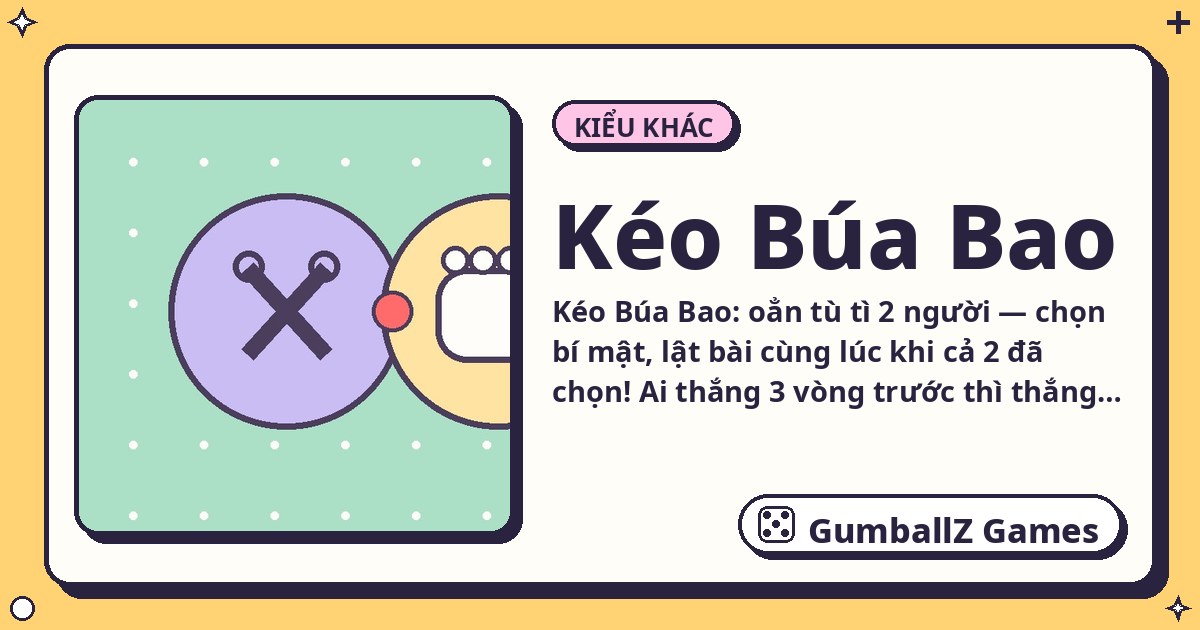 KIỂU KHÁC
Kéo Búa Bao
Kéo Búa Bao: oẳn tù tì 2 người — chọn
bí mật, lật bài cùng lúc khi cả 2 đã
chọn! Ai thắng 3 vòng trước thì thắng...
GumballZ Games